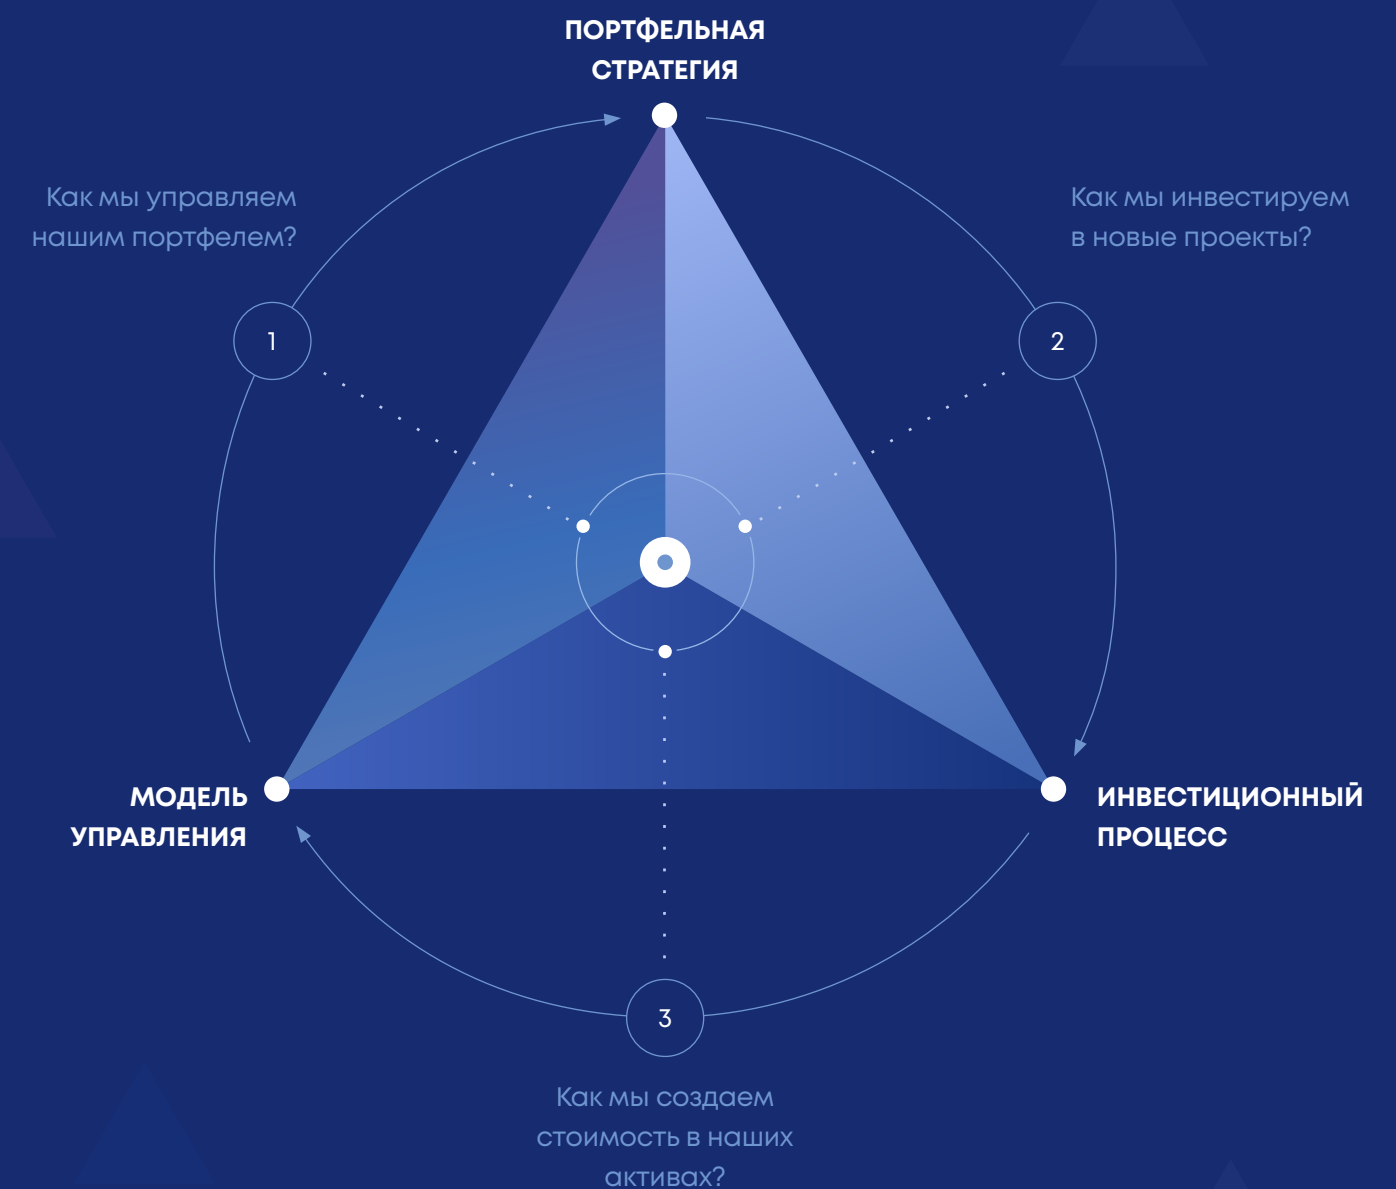 ПОРТФЕЛЬНАЯ
СТРАТЕГИЯ
Как мы управляем
нашим портфелем?
Как мы инвестируем
в новые проекты?
1
2
МОДЕЛЬ
УПРАВЛЕНИЯ
ИНВЕСТИЦИОННЫЙ
ПРОЦЕСС
3
Как мы создаем
стоимость в наших
активах?